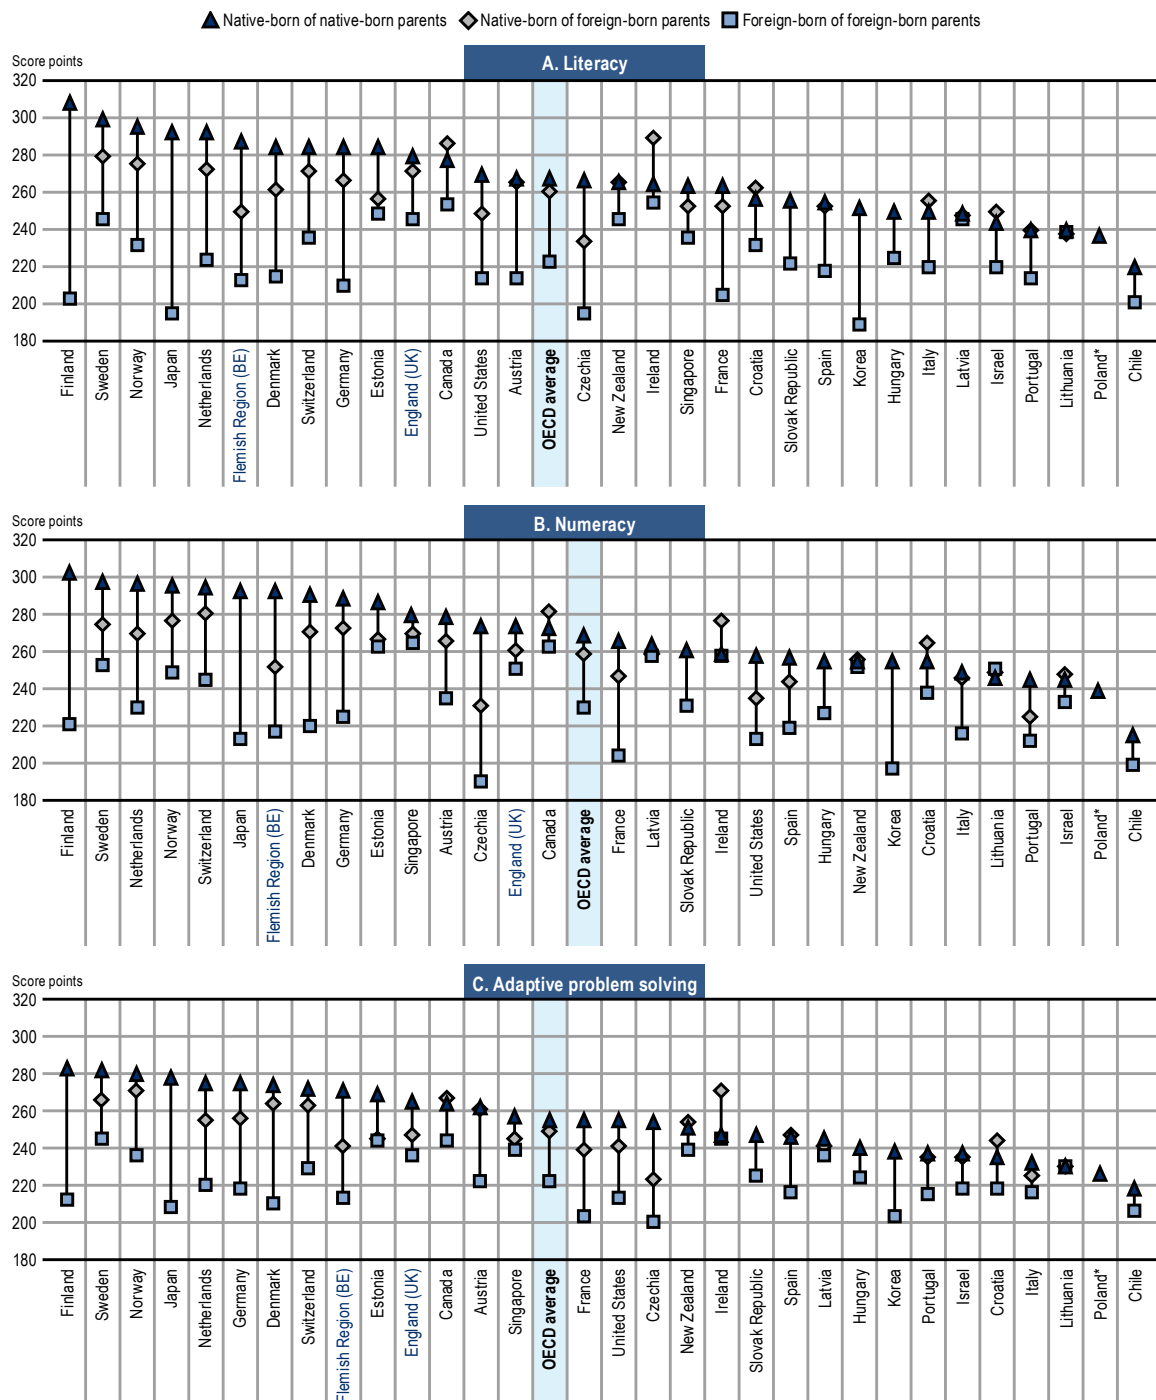 Native-born of native-born parents Native-born of foreign-born parents Foreign-born of foreign-born parents
A. Literacy
Score points
320
300
280
260
240
220
200
180
Finland
Sweden
Norway
Japan
Netherlands
Flemish Region (BE)
Denmark
Switzerland
Germany
Estonia
England (UK)
Canada
United States
Austria
OECD average
Czechia
New Zealand
Ireland
Singapore
France
Croatia
Slovak Republic
Spain
Korea
Hungary
Italy
Latvia
Israel
Portugal
Lithuania
Poland*
Chile
B. Numeracy
Score points
320
300
280
260
240
220
200
180
Finland
Sweden
Netherlands
Norway
Switzerland
Japan
Flemish Region (BE)
Denmark
Germany
Estonia
Singapore
Austria
Czechia
England (UK)
Canada
OECD average
France
Latvia
Slovak Republic
Ireland
United States
Spain
Hungary
New Zealand
Korea
Croatia
Italy
Lithuania
Portugal
Israel
Poland*
Chile
C. Adaptive problem solving
Score points
320
300
280
260
240
220
200
180
Finland
Sweden
Norway
Japan
Netherlands
Germany
Denmark
Switzerland
Flemish Region (BE)
Estonia
England (UK)
Canada
Austria
Singapore
OECD average
France
United States
Czechia
New Zealand
Ireland
Slovak Republic
Spain
Latvia
Hungary
Korea
Portugal
Israel
Croatia
Italy
Lithuania
Poland*
Chile